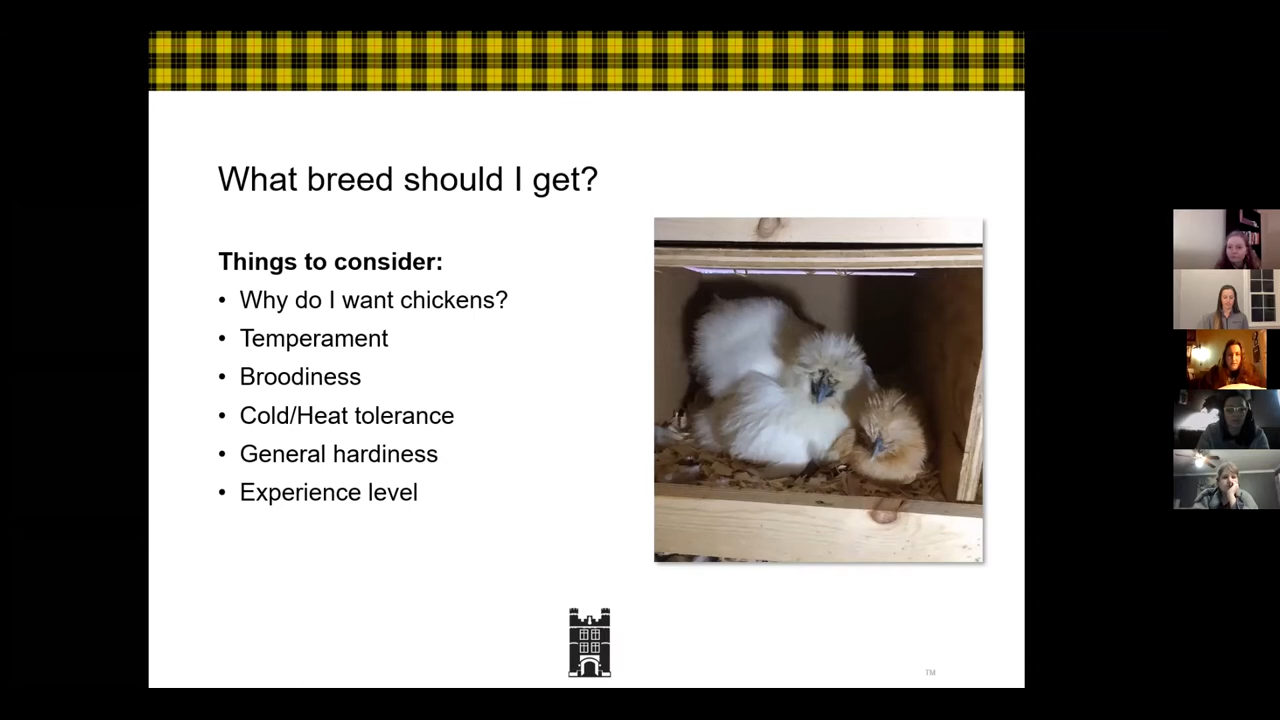 What breed should I get?
Things to consider:
• Why do I want chickens?
• Temperament
• Broodiness
• Cold/Heat tolerance
• General hardiness
• Experience level
TM